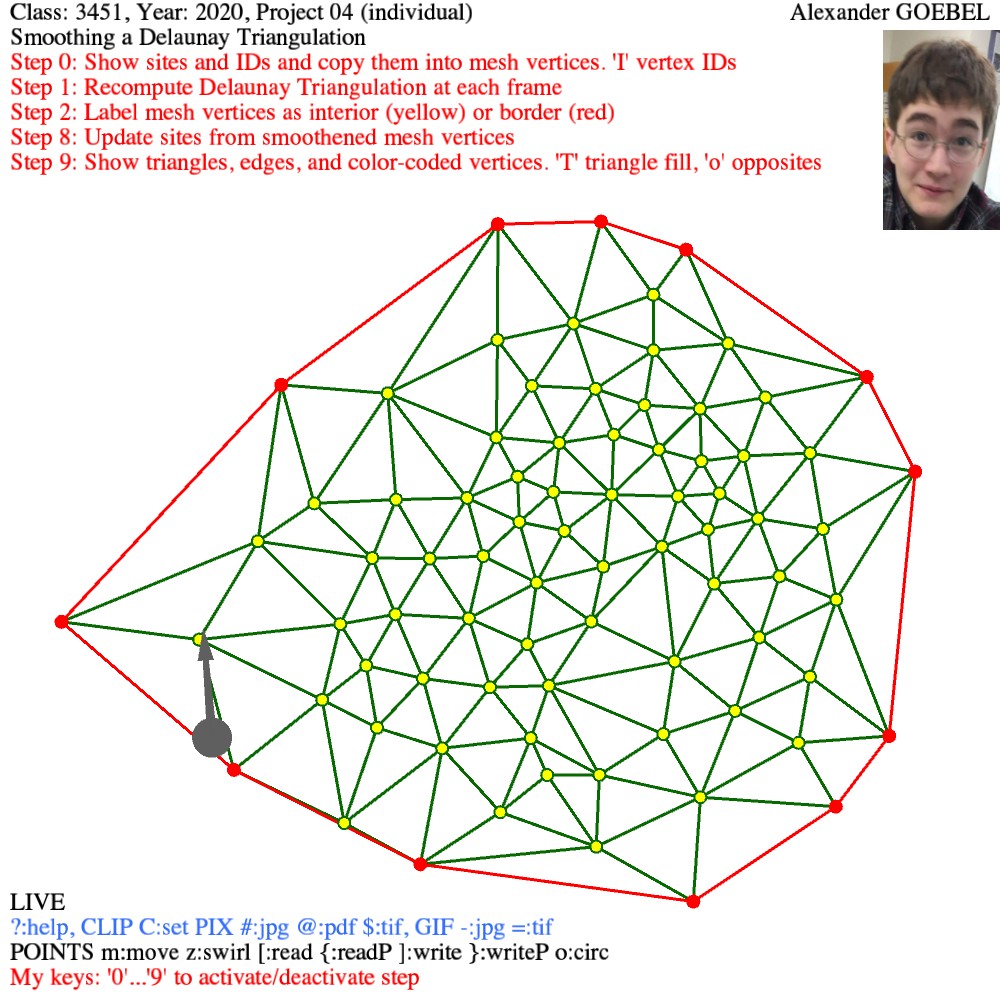 Class: 3451, Year: 2020, Project 04 (individual)
Alexander GOEBEL
Smoothing a Delaunay Triangulation
Step 0: Show sites and IDs and copy them into mesh vertices. 'I' vertex IDs
Step 1: Recompute Delaunay Triangulation at each frame
Step 2: Label mesh vertices as interior (yellow) or border (red)
Step 8: Update sites from smoothened mesh vertices
Step 9: Show triangles, edges, and color-coded vertices. 'T' triangle fill, 'o' opposites
LIVE
?:help, CLIP C:set PIX #:jpg @:pdf $:tif, GIF -:jpg =:tif
POINTS m:move z:swirl [:read {:readP ]:write }:writeP o:circ
My keys: '0'...'9' to activate/deactivate step